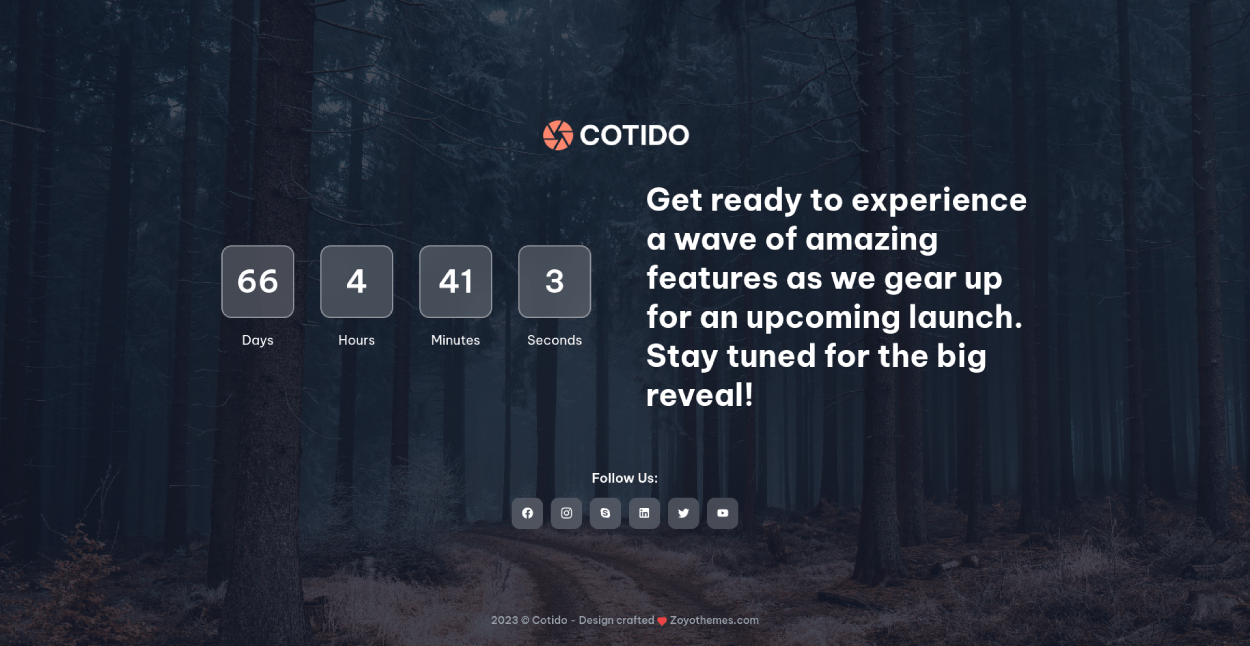 COTIDO
66 4 41 3
Days Hours Minutes Seconds
Get ready to experience
a wave of amazing
features as we gear up
for an upcoming launch.
Stay tuned for the big
reveal!
Follow Us:
2023 © Cotido - Design crafted ❤ Zoyothemes.com